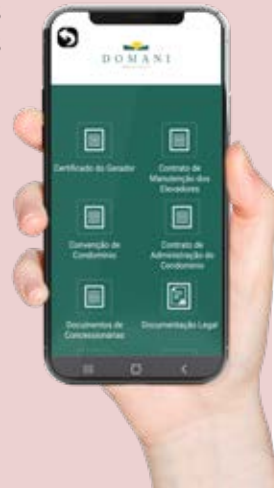 DOMANI
Certificado do Gerador
Contrato de
Manutenção dos
Elevadores
Convenção de
Condomínio
Contrato de
Administração do
Condomínio
Documentos de
Concessionárias
Documentação Legal